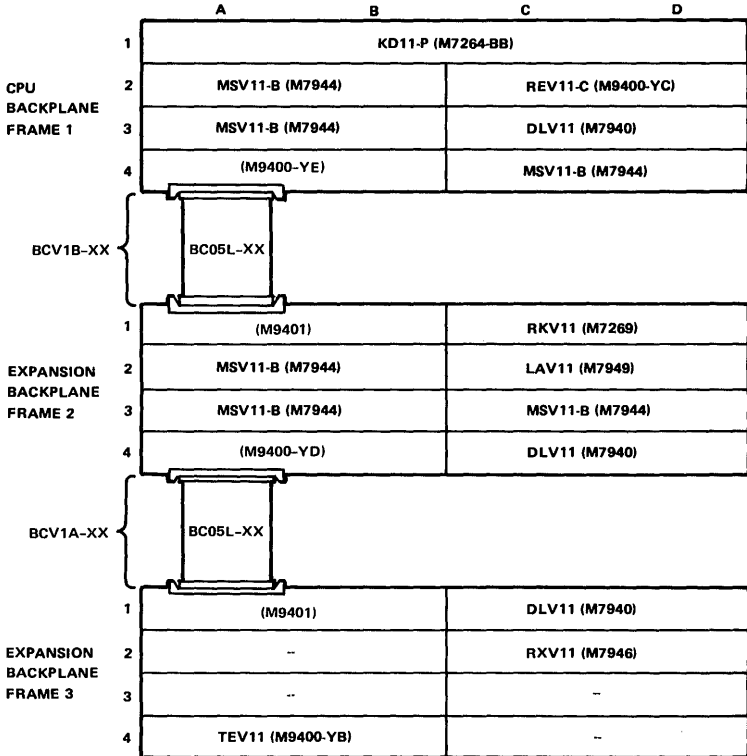 A B C D
1 KD11-P (M7264-BB)
CPU BACKPLANE FRAME 1
2 MSV11-B (M7944) REV11-C (M9400-YC)
3 MSV11-B (M7944) DLV11 (M7940)
4 (M9400-YE) MSV11-B (M7944)
BCV1B-XX BC05L-XX
1 (M9401) RKV11 (M7269)
EXPANSION BACKPLANE FRAME 2
2 MSV11-B (M7944) LAV11 (M7949)
3 MSV11-B (M7944) MSV11-B (M7944)
4 (M9400-YD) DLV11 (M7940)
BCV1A-XX BC05L-XX
1 (M9401) DLV11 (M7940)
EXPANSION BACKPLANE FRAME 3
2 -- RXV11 (M7946)
3 -- --
4 TEV11 (M9400-YB) --